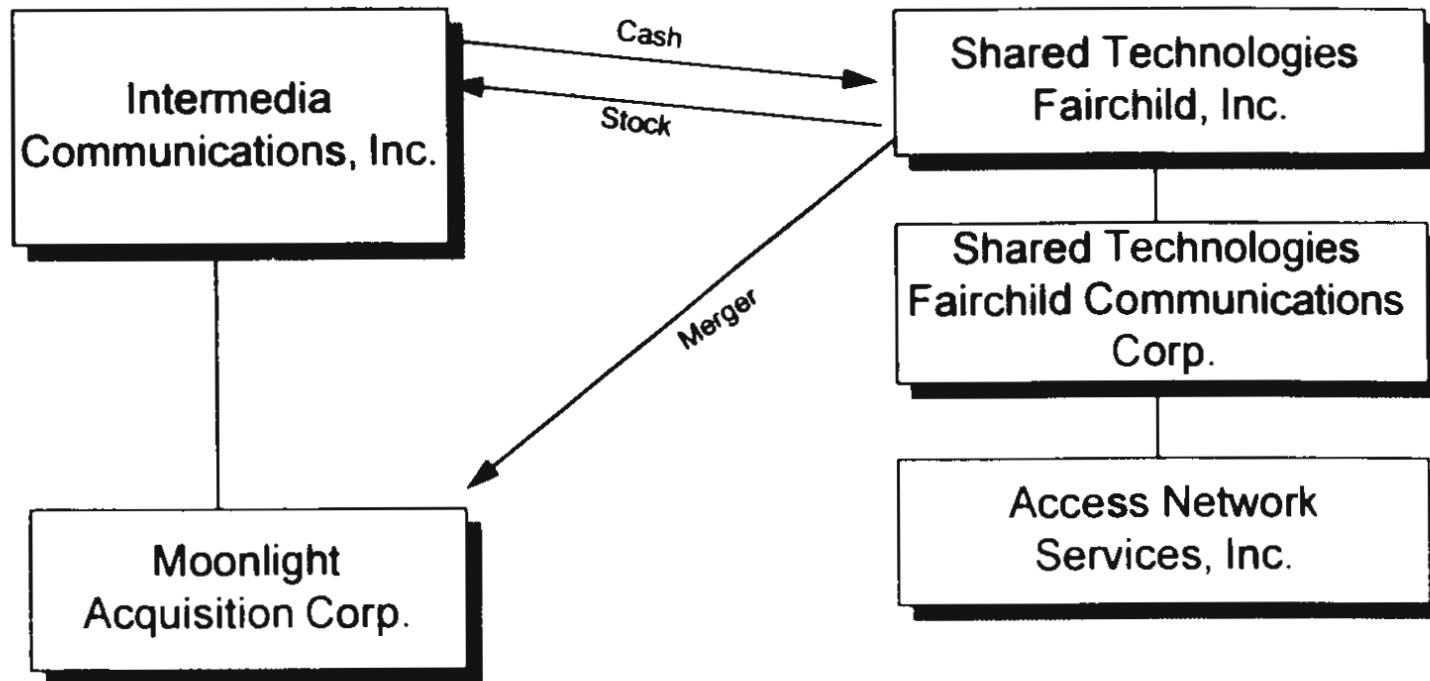 Intermedia
Communications, Inc.
Cash
Stock
Shared Technologies
Fairchild, Inc.
Merger
Shared Technologies
Fairchild Communications
Corp.
Moonlight
Acquisition Corp.
Access Network
Services, Inc.